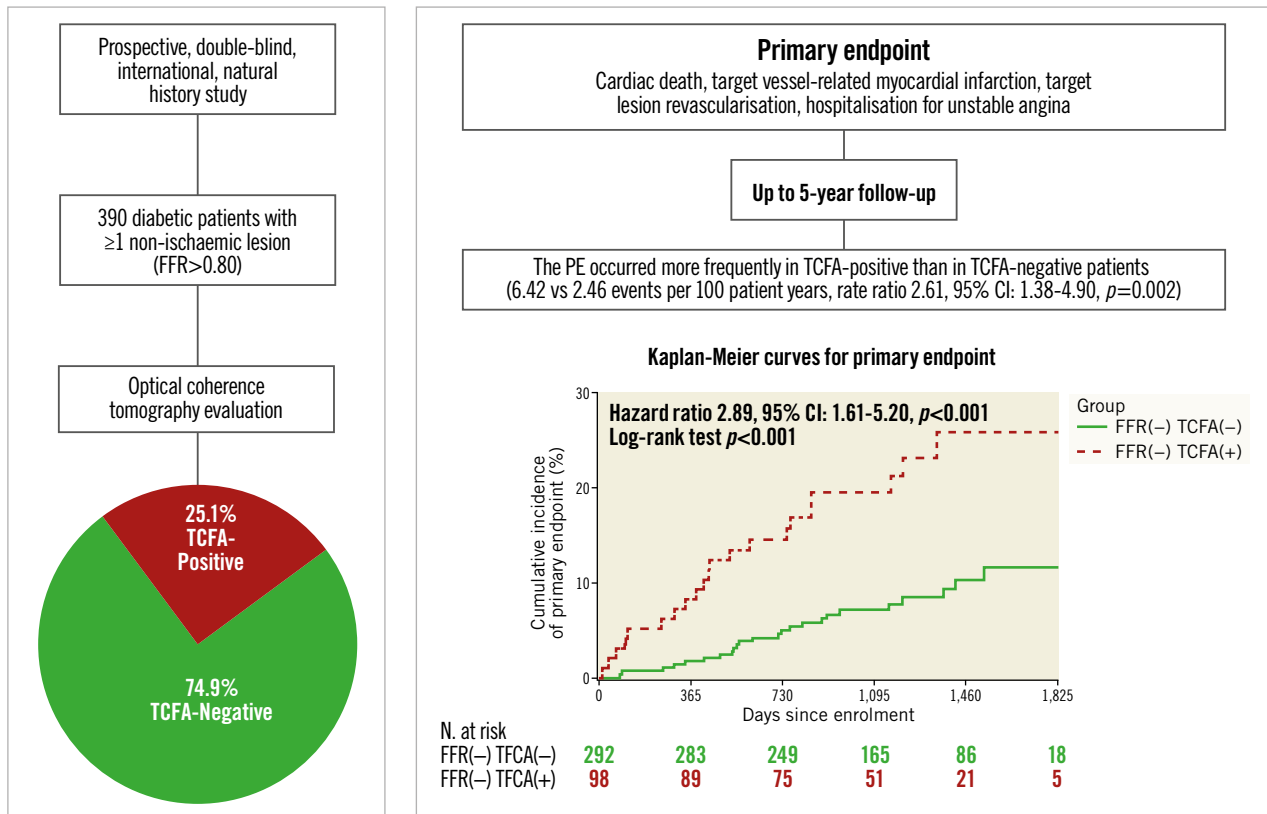 Prospective, double-blind,
international, natural
history study
390 diabetic patients with
≥1 non-ischaemic lesion
(FFR>0.80)
Optical coherence
tomography evaluation
25.1%
TCFA-
Positive
74.9%
TCFA-Negative
Primary endpoint
Cardiac death, target vessel-related myocardial infarction, target
lesion revascularisation, hospitalisation for unstable angina
Up to 5-year follow-up
The PE occurred more frequently in TCFA-positive than in TCFA-negative patients
(6.42 vs 2.46 events per 100 patient years, rate ratio 2.61, 95% CI: 1.38-4.90, p=0.002)
Kaplan-Meier curves for primary endpoint
Hazard ratio 2.89, 95% CI: 1.61-5.20, p<0.001
Log-rank test p<0.001
Group
FFR(–) TCFA(–)
FFR(–) TCFA(+)
Cumulative incidence
of primary endpoint (%)
30
20
10
0
0 365 730 1,095 1,460 1,825
Days since enrolment
N. at risk
FFR(–) TFCA(–) 292 283 249 165 86 18
FFR(–) TFCA(+) 98 89 75 51 21 5